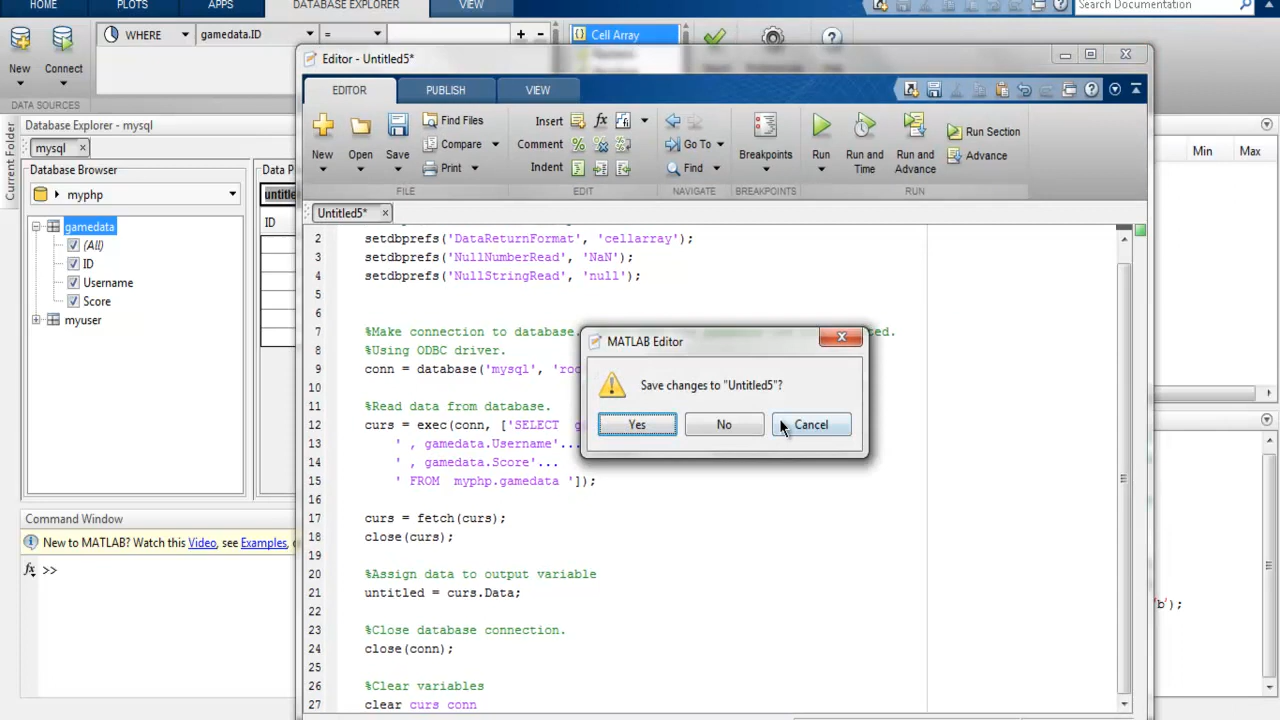 HOME PLOTS APPS DATABASE EXPLORER VIEW
Search Documentation
WHERE gamedata.ID =
Cell Array
New Connect
DATA SOURCES
Current Folder
Database Explorer - mysql
mysql
Database Browser
myphp
gamedata
(All)
ID
Username
Score
myuser
Data P
ID
Min Max
Editor - Untitled5*
EDITOR PUBLISH VIEW
New Open Save
Find Files
Compare
Print
FILE
Insert
Comment
Indent
EDIT
Go To
Find
NAVIGATE
Breakpoints
BREAKPOINTS
Run Run and Time Run and Advance
Run Section
Advance
RUN
Untitled5*
2 setdbprefs('DataReturnFormat', 'cellarray');
3 setdbprefs('NullNumberRead', 'NaN');
4 setdbprefs('NullStringRead', 'null');
5
6
7 %Make connection to database.
8 %Using ODBC driver.
9 conn = database('mysql', 'roo
10
11 %Read data from database.
12 curs = exec(conn, ['SELECT g
13 ' , gamedata.Username'...
14 ' , gamedata.Score'...
15 ' FROM myphp.gamedata ']);
16
17 curs = fetch(curs);
18 close(curs);
19
20 %Assign data to output variable
21 untitled = curs.Data;
22
23 %Close database connection.
24 close(conn);
25
26 %Clear variables
27 clear curs conn
MATLAB Editor
Save changes to "Untitled5"?
Yes No Cancel
Command Window
New to MATLAB? Watch this Video, see Examples,
fx >>
'b');